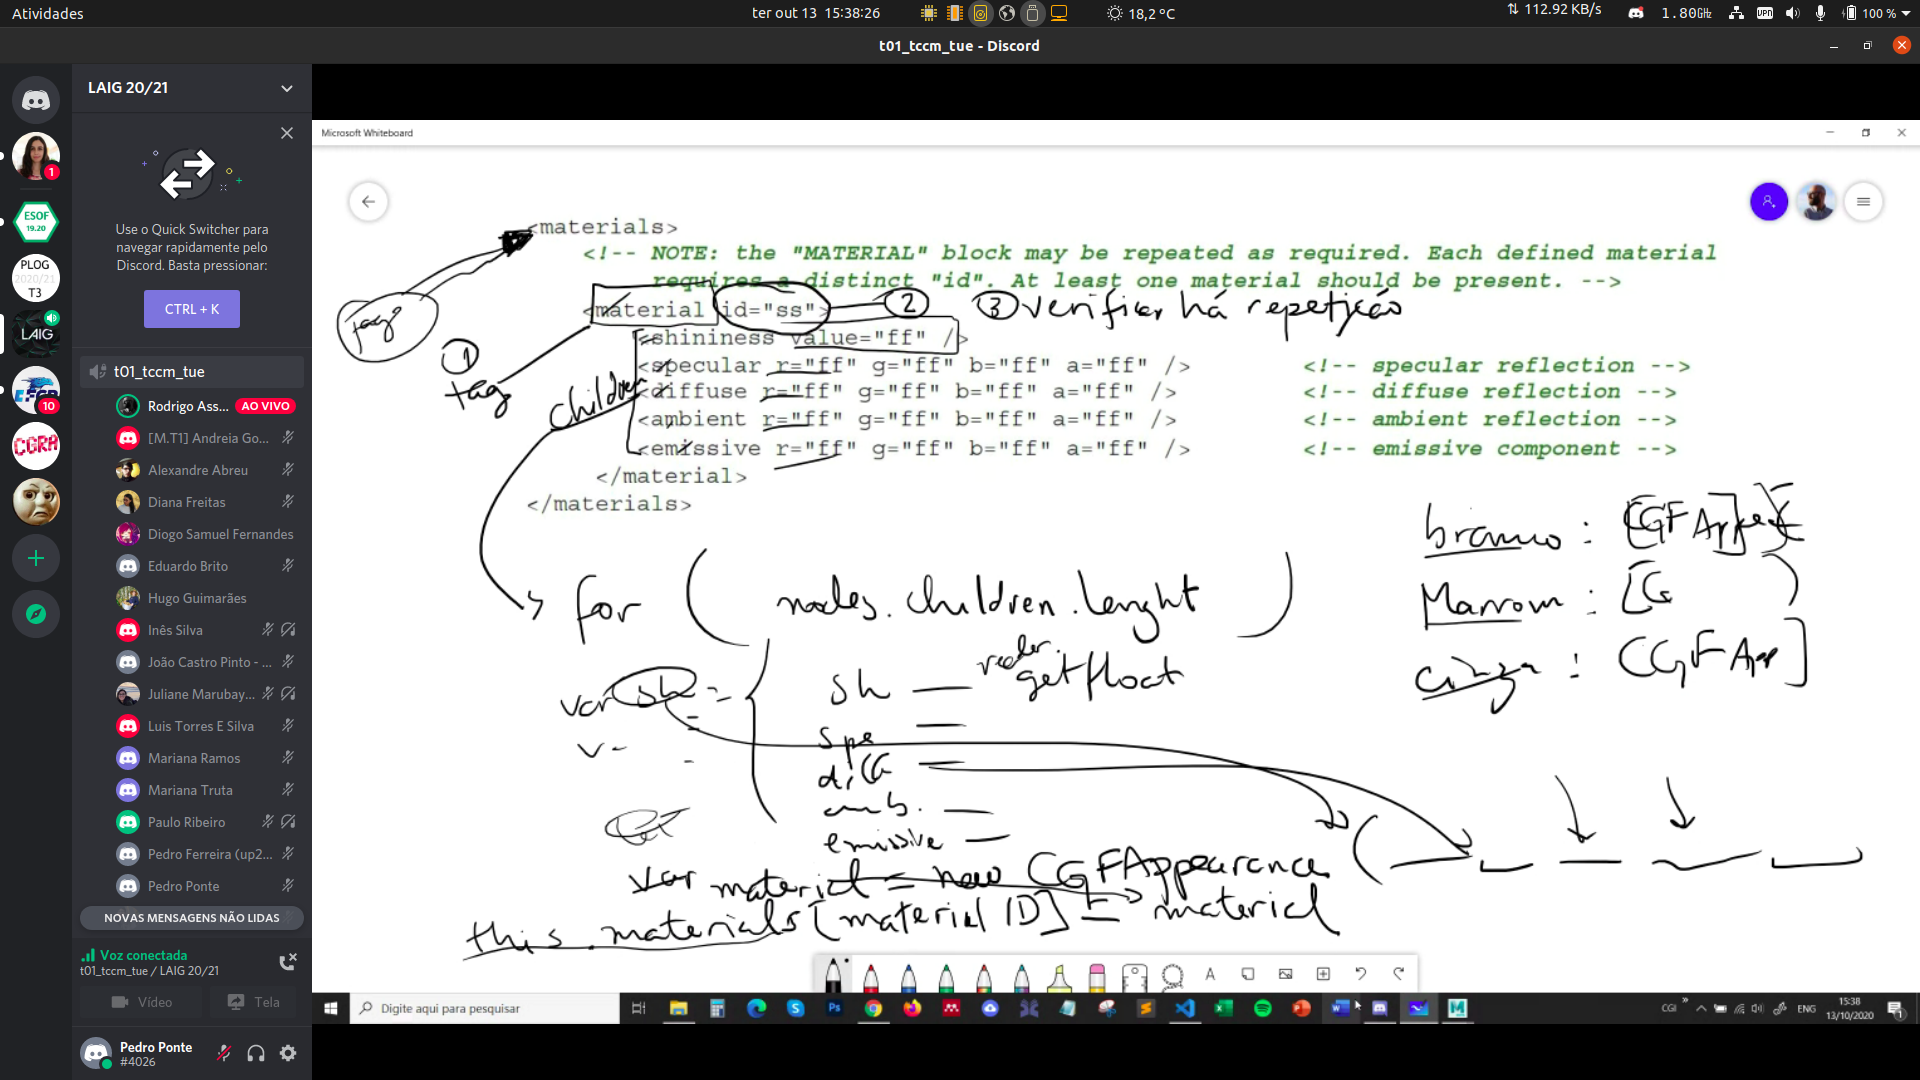 Atividades
ter out 13 15:38:26
18,2 °C
112.92 KB/s
1.80GHz
VPN
100 %
t01_tccm_tue - Discord
LAIG 20/21
Use o Quick Switcher para
navegar rapidamente pelo
Discord. Basta pressionar:
CTRL + K
1
ESOF
19.20
PLOG
2020/21
T3
LAIG
10
CGRA
t01_tccm_tue
Rodrigo Ass... AO VIVO
[M.T1] Andreia Go...
Alexandre Abreu
Diana Freitas
Diogo Samuel Fernandes
Eduardo Brito
Hugo Guimarães
Inês Silva
João Castro Pinto - ...
Juliane Marubay...
Luis Torres E Silva
Mariana Ramos
Mariana Truta
Paulo Ribeiro
Pedro Ferreira (up2...
Pedro Ponte
NOVAS MENSAGENS NÃO LIDAS
Voz conectada
t01_tccm_tue / LAIG 20/21
Vídeo
Tela
Pedro Ponte
#4026
Microsoft Whiteboard
<materials>
<!-- NOTE: the "MATERIAL" block may be repeated as required. Each defined material
requires a distinct "id". At least one material should be present. -->
<material id="ss">
2
3 verificar há repetição
<shininess value="ff" />
<specular r="ff" g="ff" b="ff" a="ff" /> <!-- specular reflection -->
<diffuse r="ff" g="ff" b="ff" a="ff" /> <!-- diffuse reflection -->
<ambient r="ff" g="ff" b="ff" a="ff" /> <!-- ambient reflection -->
<emissive r="ff" g="ff" b="ff" a="ff" /> <!-- emissive component -->
</material>
</materials>
1
tag
children
branco : [CGFAppe
Marrom : [G )
cinza : CGFApp]
for ( nodes.children.lenght )
var sh =
sh — reader.getfloat
spe —
diff —
amb. —
emissive —
var material = new CGFAppearance
this.materials[material ID] = material
Digite aqui para pesquisar
CGI
ENG
15:38
13/10/2020
1